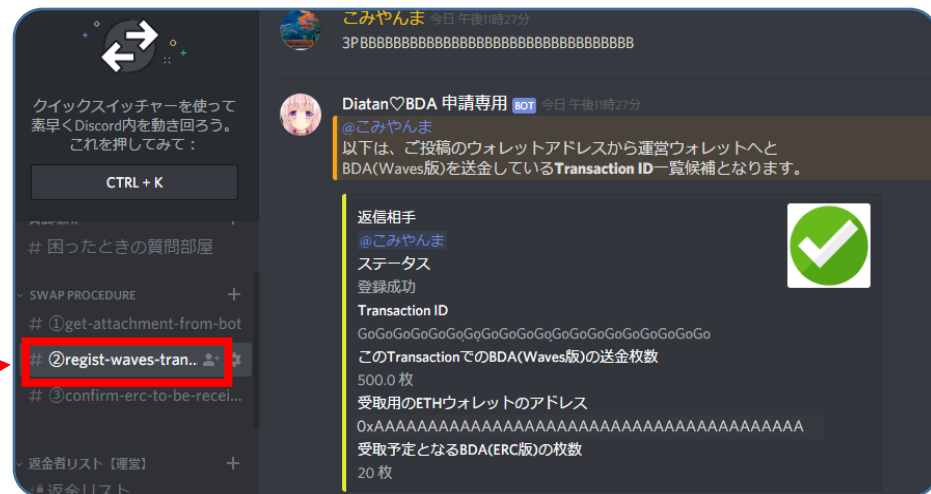 クイックスイッチャーを使って
素早くDiscord内を動き回ろう。
これを押してみて：
CTRL + K
# 困ったときの質問部屋
SWAP PROCEDURE
# ①get-attachment-from-bot
# ②regist-waves-tran..
# ③confirm-erc-to-be-recei...
返金者リスト【運営】
返金リスト
こみやんま 今日 午後11時27分
3PBBBBBBBBBBBBBBBBBBBBBBBBBBBBBBBBB
Diatan♡BDA 申請専用 BOT 今日 午後11時27分
@こみやんま
以下は、ご投稿のウォレットアドレスから運営ウォレットへと
BDA(Waves版)を送金しているTransaction ID一覧候補となります。
返信相手
@こみやんま
ステータス
登録成功
Transaction ID
GoGoGoGoGoGoGoGoGoGoGoGoGoGoGoGoGoGoGoGo
このTransactionでのBDA(Waves版)の送金枚数
500.0 枚
受取用のETHウォレットのアドレス
0xAAAAAAAAAAAAAAAAAAAAAAAAAAAAAAAAAAAAAAAA
受取予定となるBDA(ERC版)の枚数
20 枚